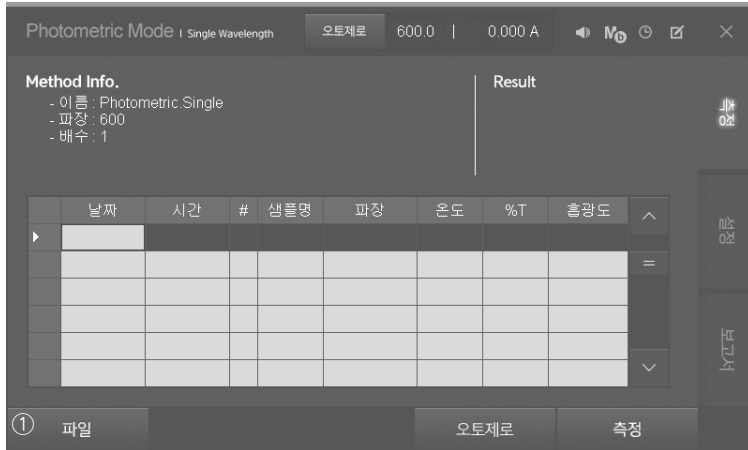 Photometric Mode | Single Wavelength 오토제로 600.0 | 0.000 A
Method Info.
- 이름 : Photometric.Single
- 파장 : 600
- 배수 : 1
Result
측정
설정
보고서
날짜 시간 # 샘플명 파장 온도 %T 흡광도
① 파일 오토제로 측정